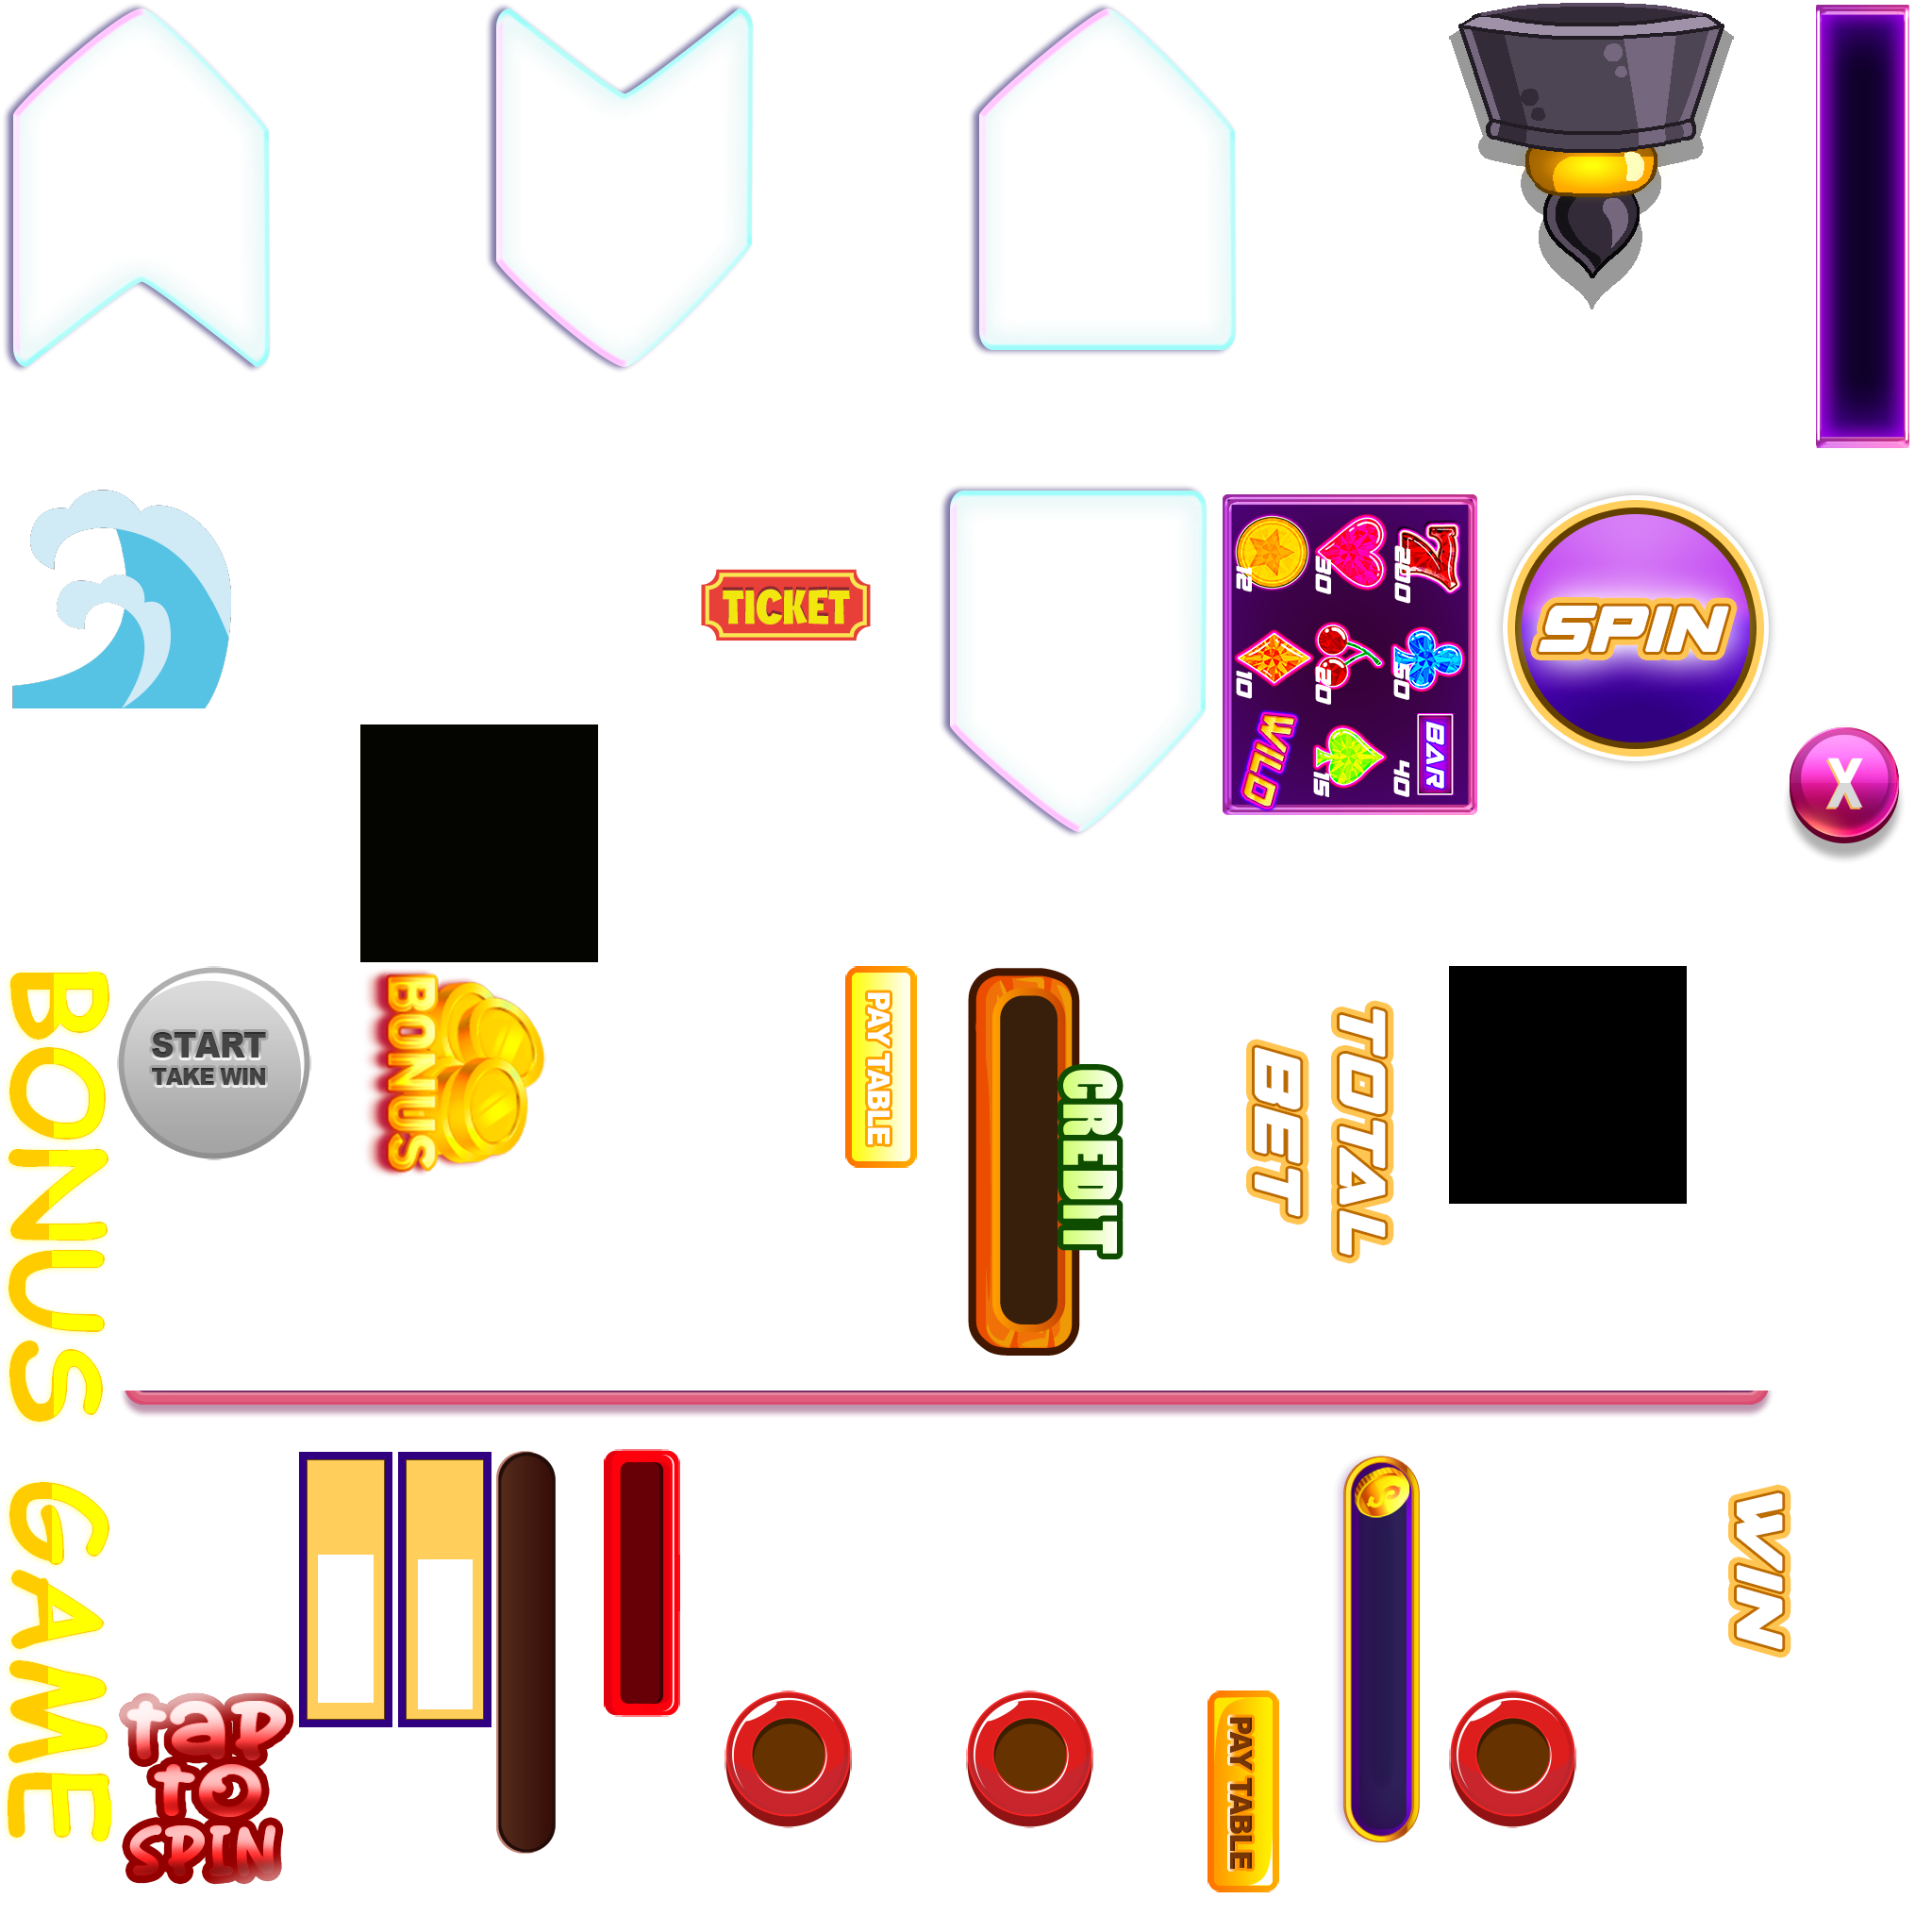 TICKET
12
30
200
10
20
50
WILD
15
40
BAR
SPIN
X
BONUS GAME
START
TAKE WIN
BONUS
PAY TABLE
CREDIT
TOTAL
BET
WIN
TAP
TO
SPIN
PAY TABLE